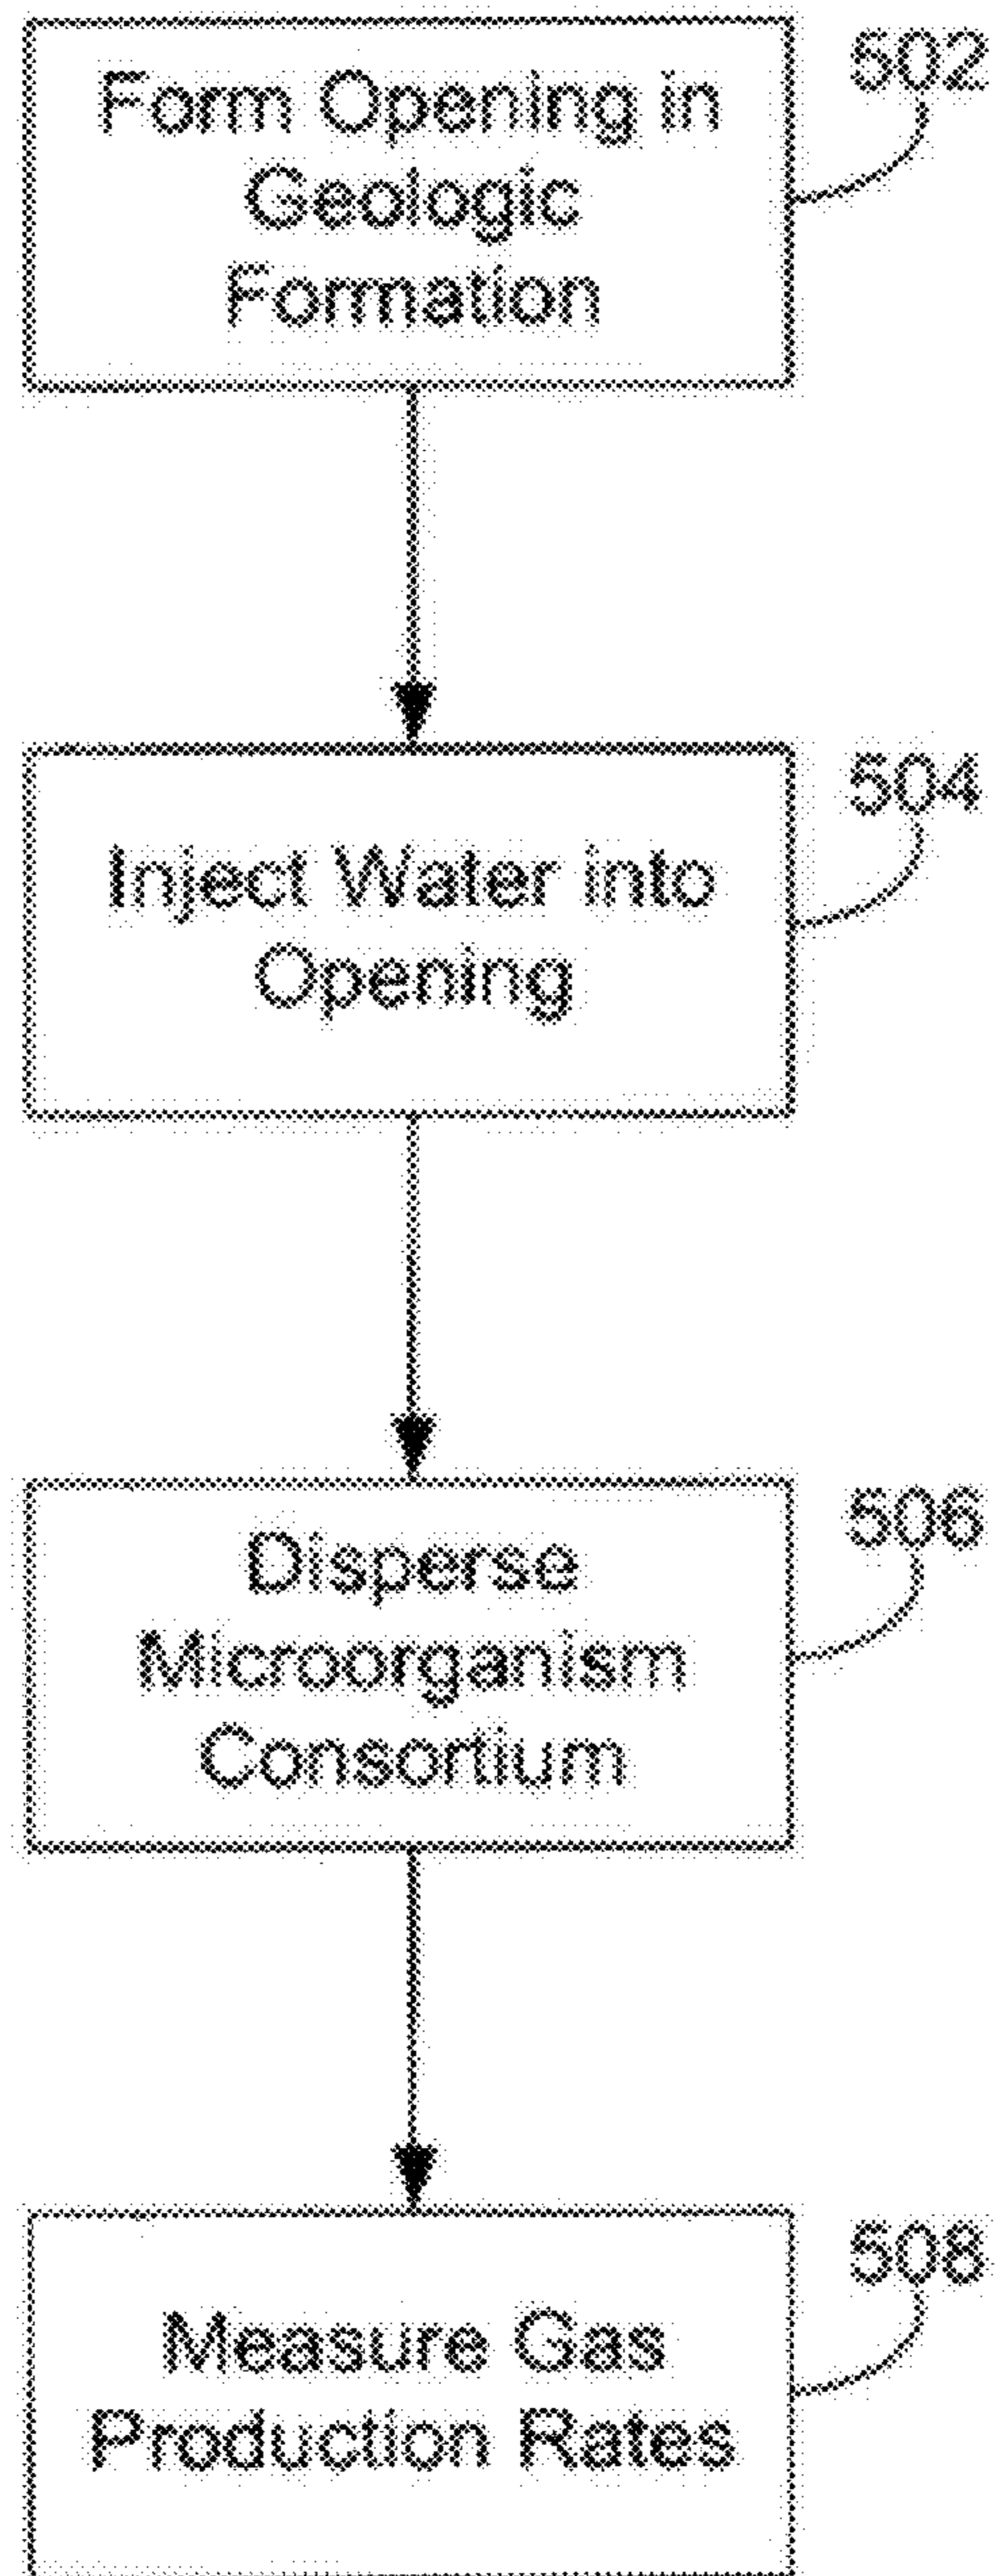 Form Opening in
Geologic
Formation
502
Inject Water into
Opening
504
Disperse
Microorganism
Consortium
506
Measure Gas
Production Rates
508